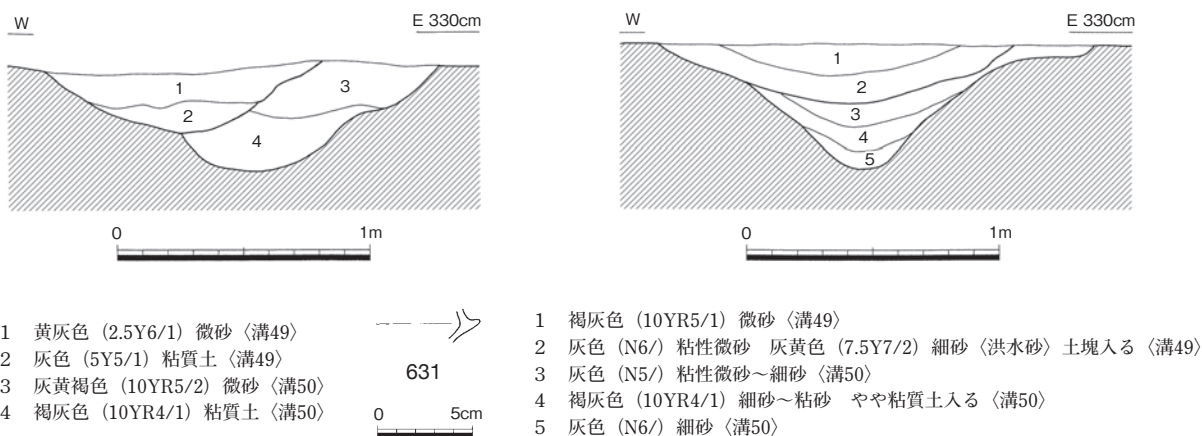 W E 330cm
1
2
3
4
0 1m
1 黄灰色（2.5Y6/1）微砂〈溝49〉
2 灰色（5Y5/1）粘質土〈溝49〉
3 灰黄褐色（10YR5/2）微砂〈溝50〉
4 褐灰色（10YR4/1）粘質土〈溝50〉
631
0 5cm
W E 330cm
1
2
3
4
5
0 1m
1 褐灰色（10YR5/1）微砂〈溝49〉
2 灰色（N6/）粘性微砂　灰黄色（7.5Y7/2）細砂〈洪水砂〉土塊入る〈溝49〉
3 灰色（N5/）粘性微砂～細砂〈溝50〉
4 褐灰色（10YR4/1）細砂～粘砂　やや粘質土入る〈溝50〉
5 灰色（N6/）細砂〈溝50〉